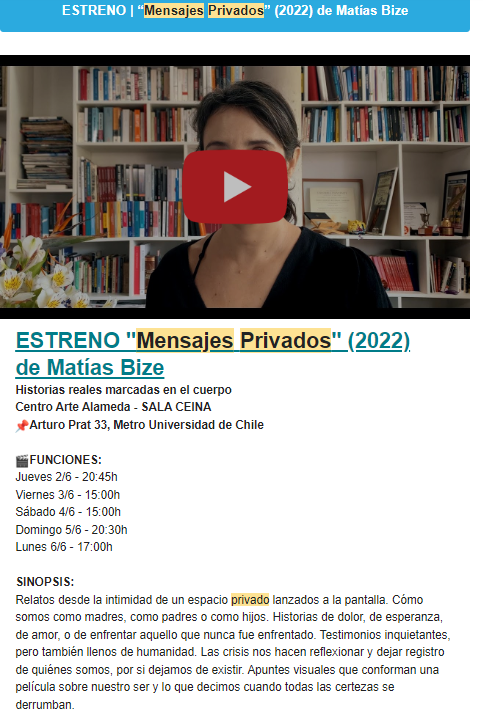 ESTRENO | “Mensajes Privados” (2022) de Matías Bize
ESTRENO "Mensajes Privados" (2022)
de Matías Bize
Historias reales marcadas en el cuerpo
Centro Arte Alameda - SALA CEINA
📌Arturo Prat 33, Metro Universidad de Chile
🎬FUNCIONES:
Jueves 2/6 - 20:45h
Viernes 3/6 - 15:00h
Sábado 4/6 - 15:00h
Domingo 5/6 - 20:30h
Lunes 6/6 - 17:00h
SINOPSIS:
Relatos desde la intimidad de un espacio privado lanzados a la pantalla. Cómo
somos como madres, como padres o como hijos. Historias de dolor, de esperanza,
de amor, o de enfrentar aquello que nunca fue enfrentado. Testimonios inquietantes,
pero también llenos de humanidad. Las crisis nos hacen reflexionar y dejar registro
de quiénes somos, por si dejamos de existir. Apuntes visuales que conforman una
película sobre nuestro ser y lo que decimos cuando todas las certezas se
derrumban.